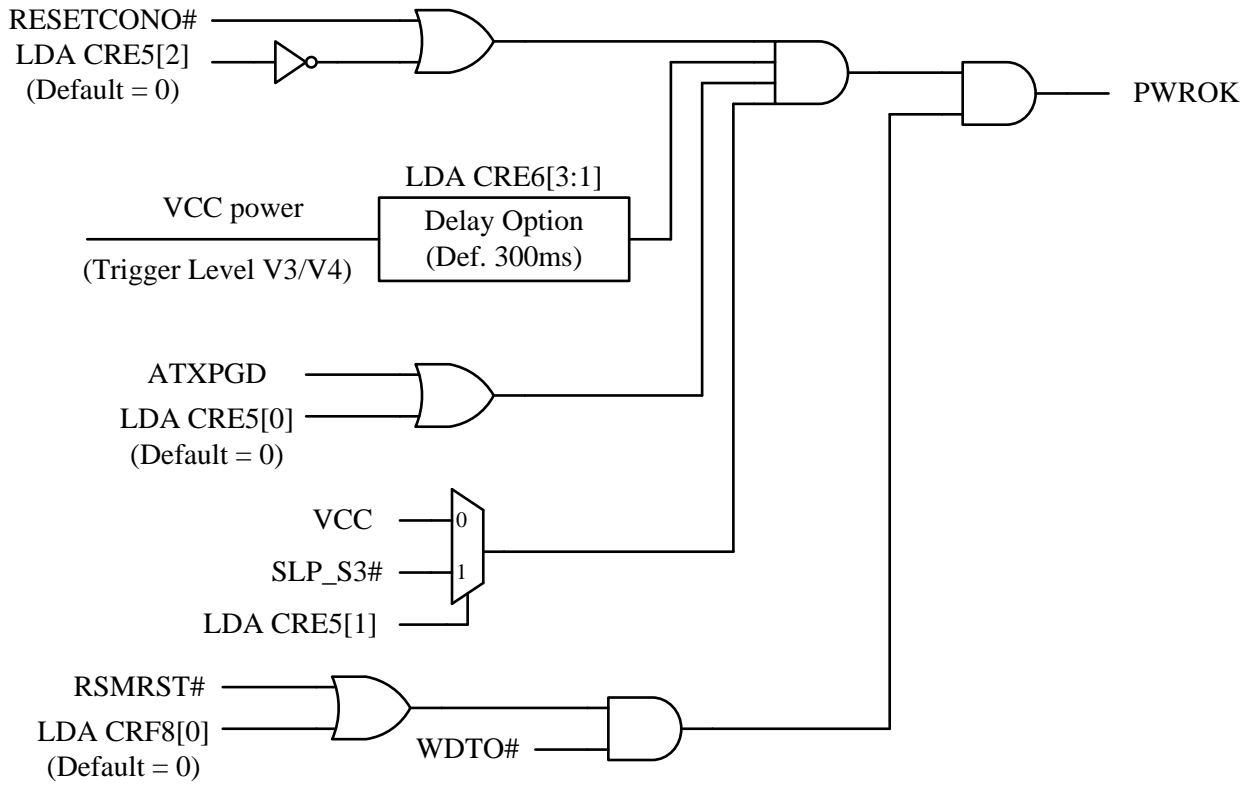 RESETCONO#
LDA CRE5[2]
(Default = 0)
PWROK
LDA CRE6[3:1]
VCC power
Delay Option
(Trigger Level V3/V4)
(Def. 300ms)
ATXPGD
LDA CRE5[0]
(Default = 0)
VCC
0
SLP_S3#
1
LDA CRE5[1]
RSMRST#
LDA CRF8[0]
(Default = 0)
WDTO#